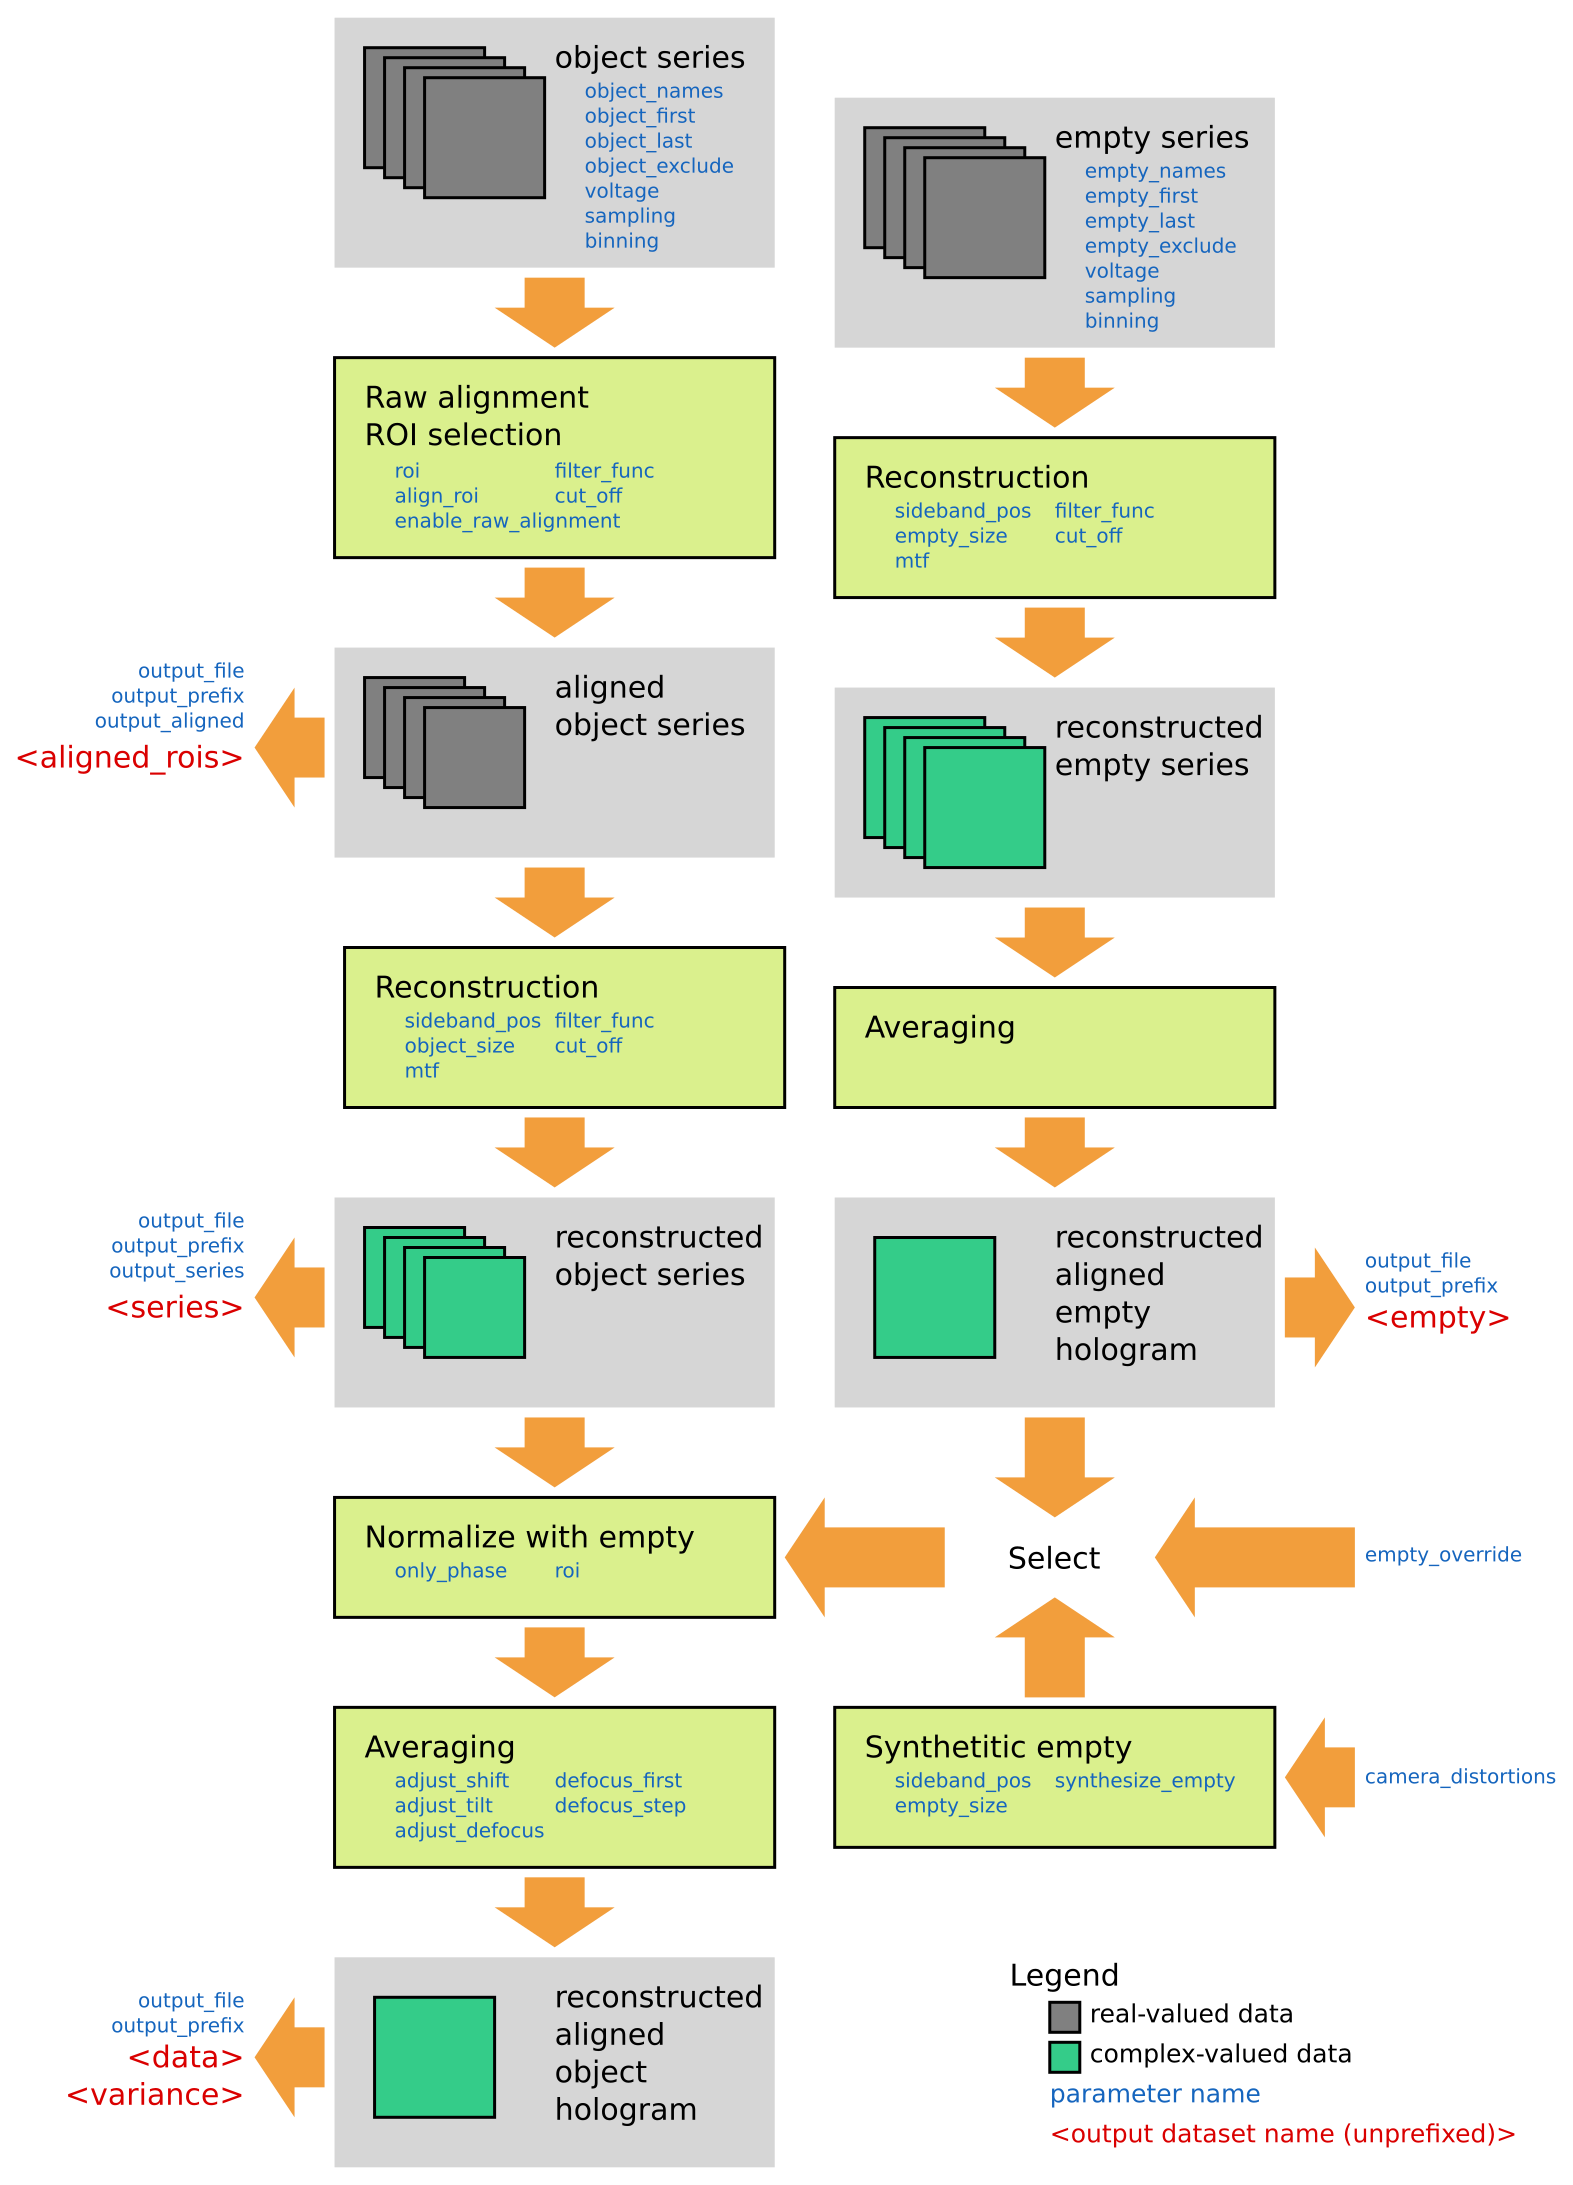 object series
object_names
object_first
object_last
object_exclude
voltage
sampling
binning
empty series
empty_names
empty_first
empty_last
empty_exclude
voltage
sampling
binning
Raw alignment
ROI selection
roi filter_func
align_roi cut_off
enable_raw_alignment
Reconstruction
sideband_pos filter_func
empty_size cut_off
mtf
output_file
output_prefix
output_aligned
<aligned_rois>
aligned
object series
reconstructed
empty series
Reconstruction
sideband_pos filter_func
object_size cut_off
mtf
Averaging
output_file
output_prefix
output_series
<series>
reconstructed
object series
reconstructed
aligned
empty
hologram
output_file
output_prefix
<empty>
Normalize with empty
only_phase roi
Select
empty_override
Averaging
adjust_shift defocus_first
adjust_tilt defocus_step
adjust_defocus
Synthetitic empty
sideband_pos synthesize_empty
empty_size
camera_distortions
output_file
output_prefix
<data>
<variance>
reconstructed
aligned
object
hologram
Legend
real-valued data
complex-valued data
parameter name
<output dataset name (unprefixed)>